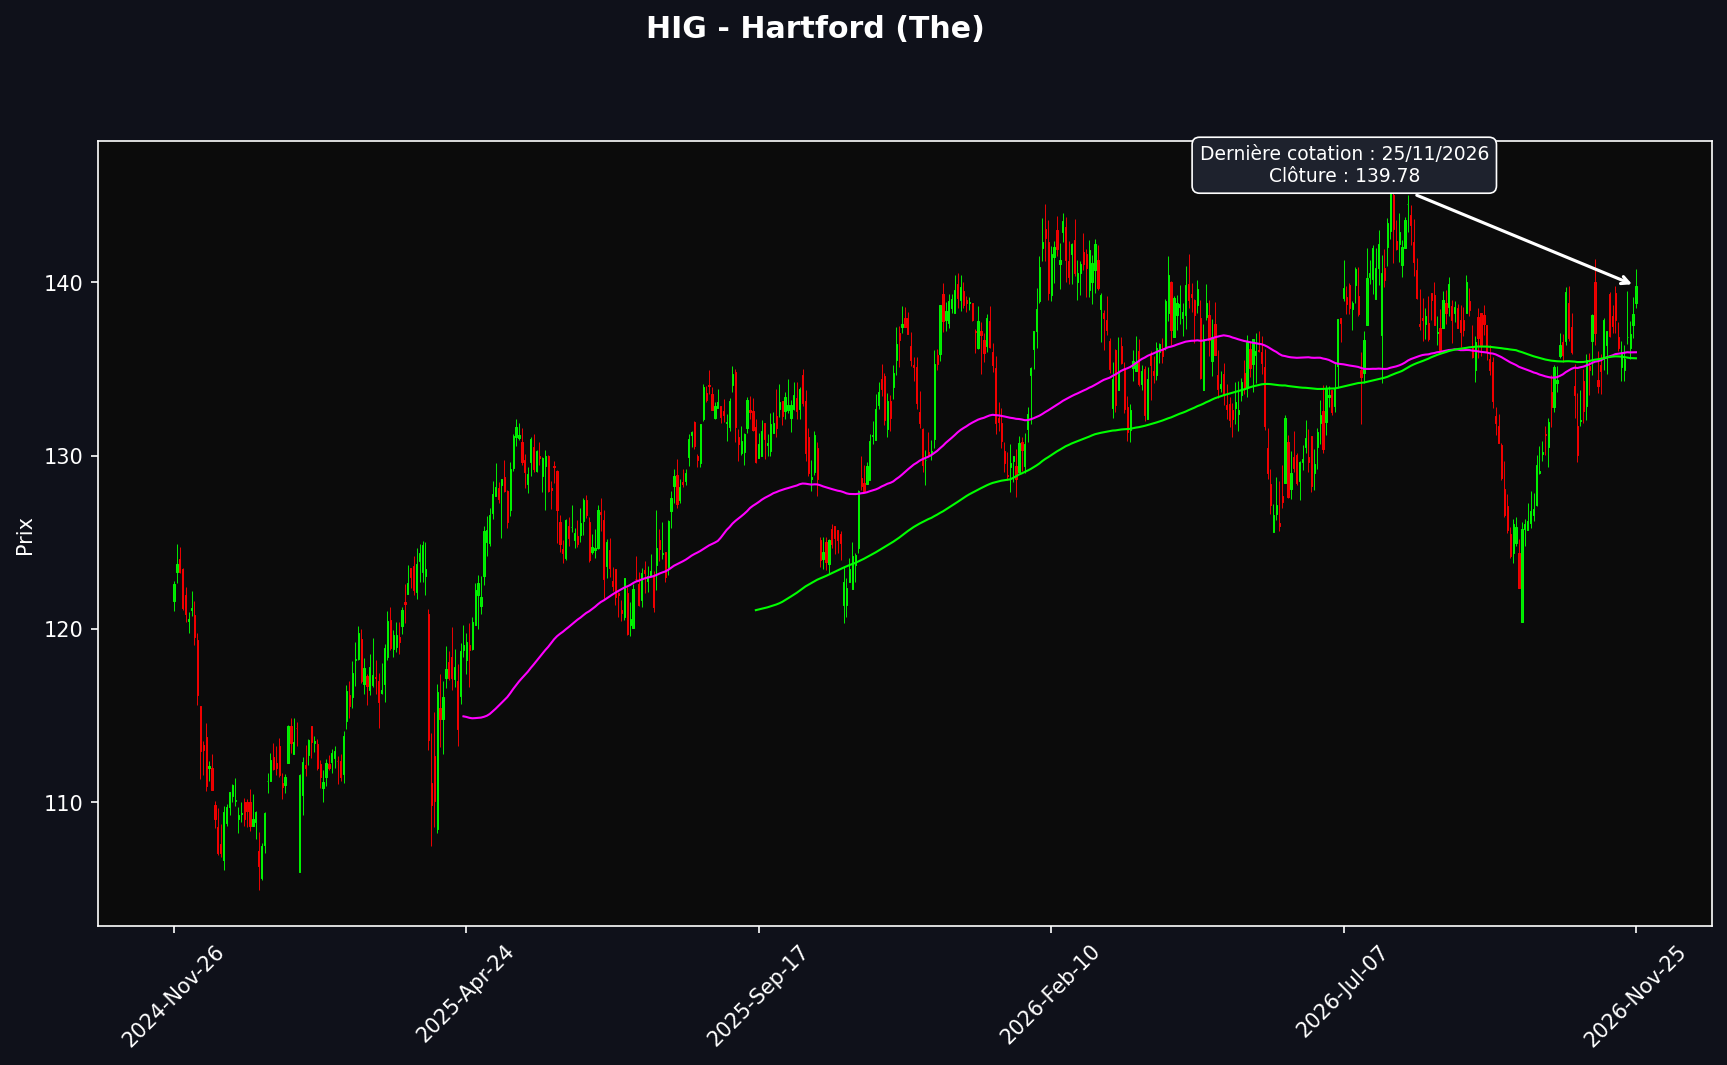 HIG - Hartford (The)
Dernière cotation : 25/11/2026
Clôture : 139.78
Prix
140
130
120
110
2024-Nov-26
2025-Apr-24
2025-Sep-17
2026-Feb-10
2026-Jul-07
2026-Nov-25